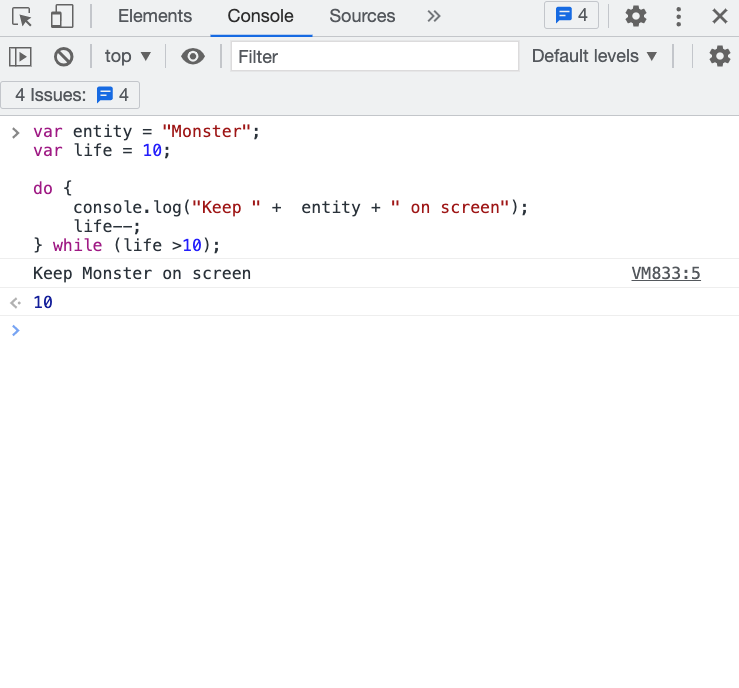 Elements Console Sources 4
top Filter Default levels
4 Issues: 4
var entity = "Monster";
var life = 10;
do {
    console.log("Keep " +  entity + " on screen");
    life--;
} while (life >10);
Keep Monster on screen VM833:5
10